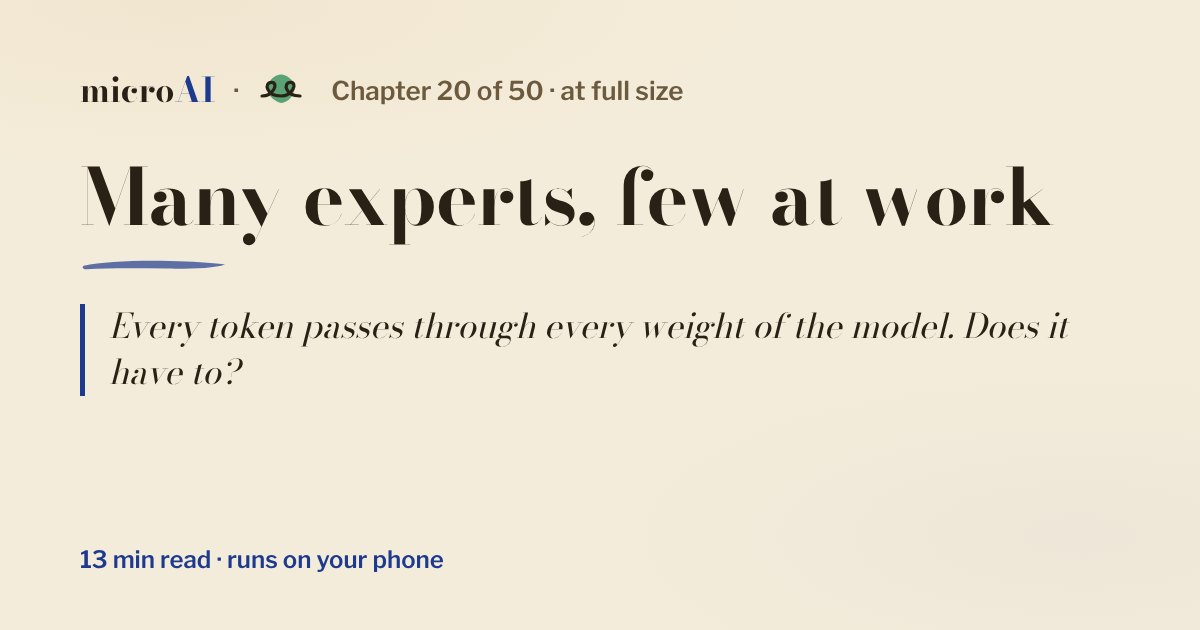 microAI · Chapter 20 of 50 · at full size
Many experts, few at work
Every token passes through every weight of the model. Does it
have to?
13 min read · runs on your phone